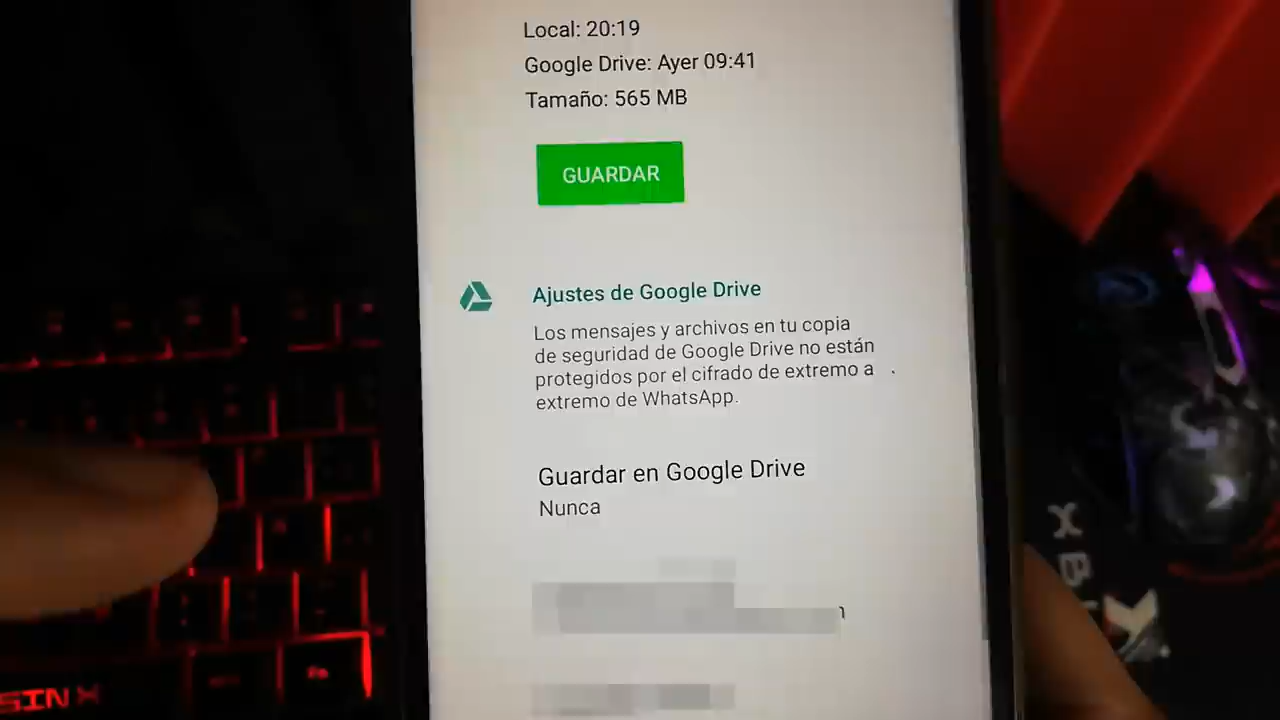 Local: 20:19
Google Drive: Ayer 09:41
Tamaño: 565 MB
GUARDAR
Ajustes de Google Drive
Los mensajes y archivos en tu copia
de seguridad de Google Drive no están
protegidos por el cifrado de extremo a
extremo de WhatsApp.
Guardar en Google Drive
Nunca